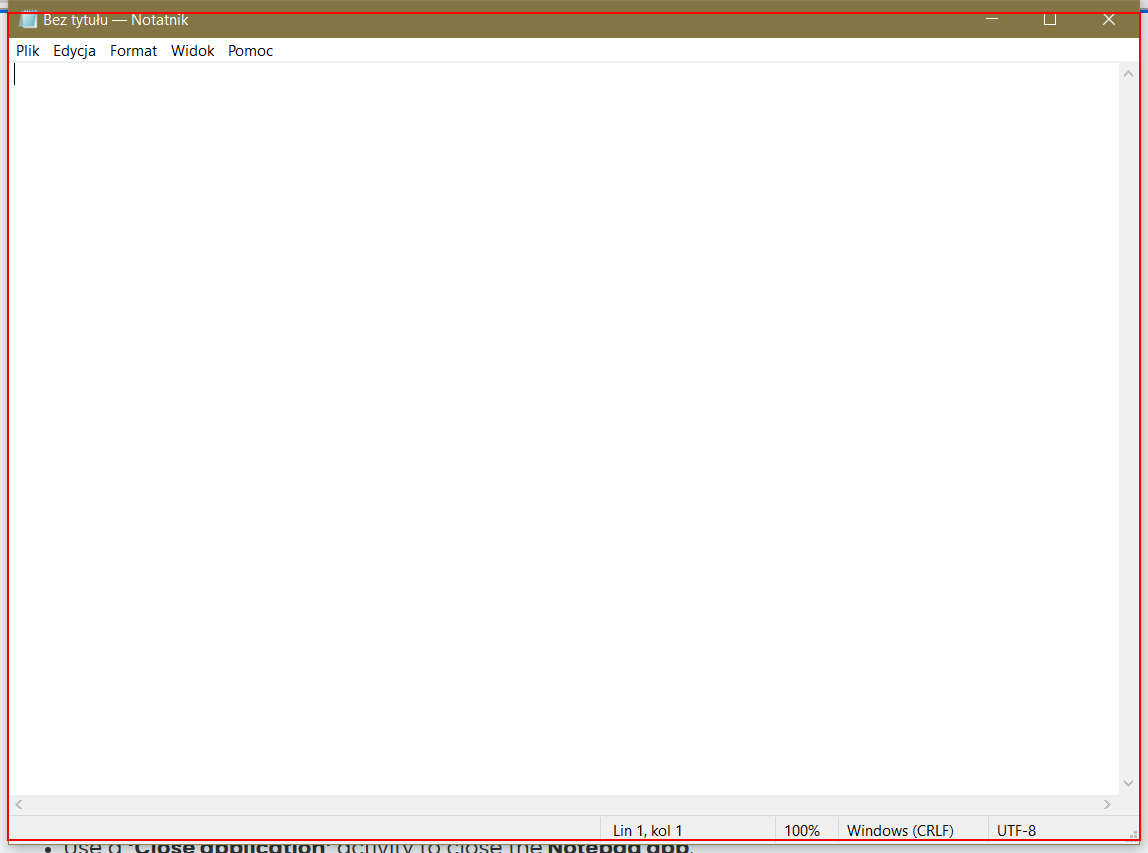 Bez tytułu — Notatnik
Plik Edycja Format Widok Pomoc
Lin 1, kol 1 100% Windows (CRLF) UTF-8
Use a "Close application" activity to close the Notepad app.